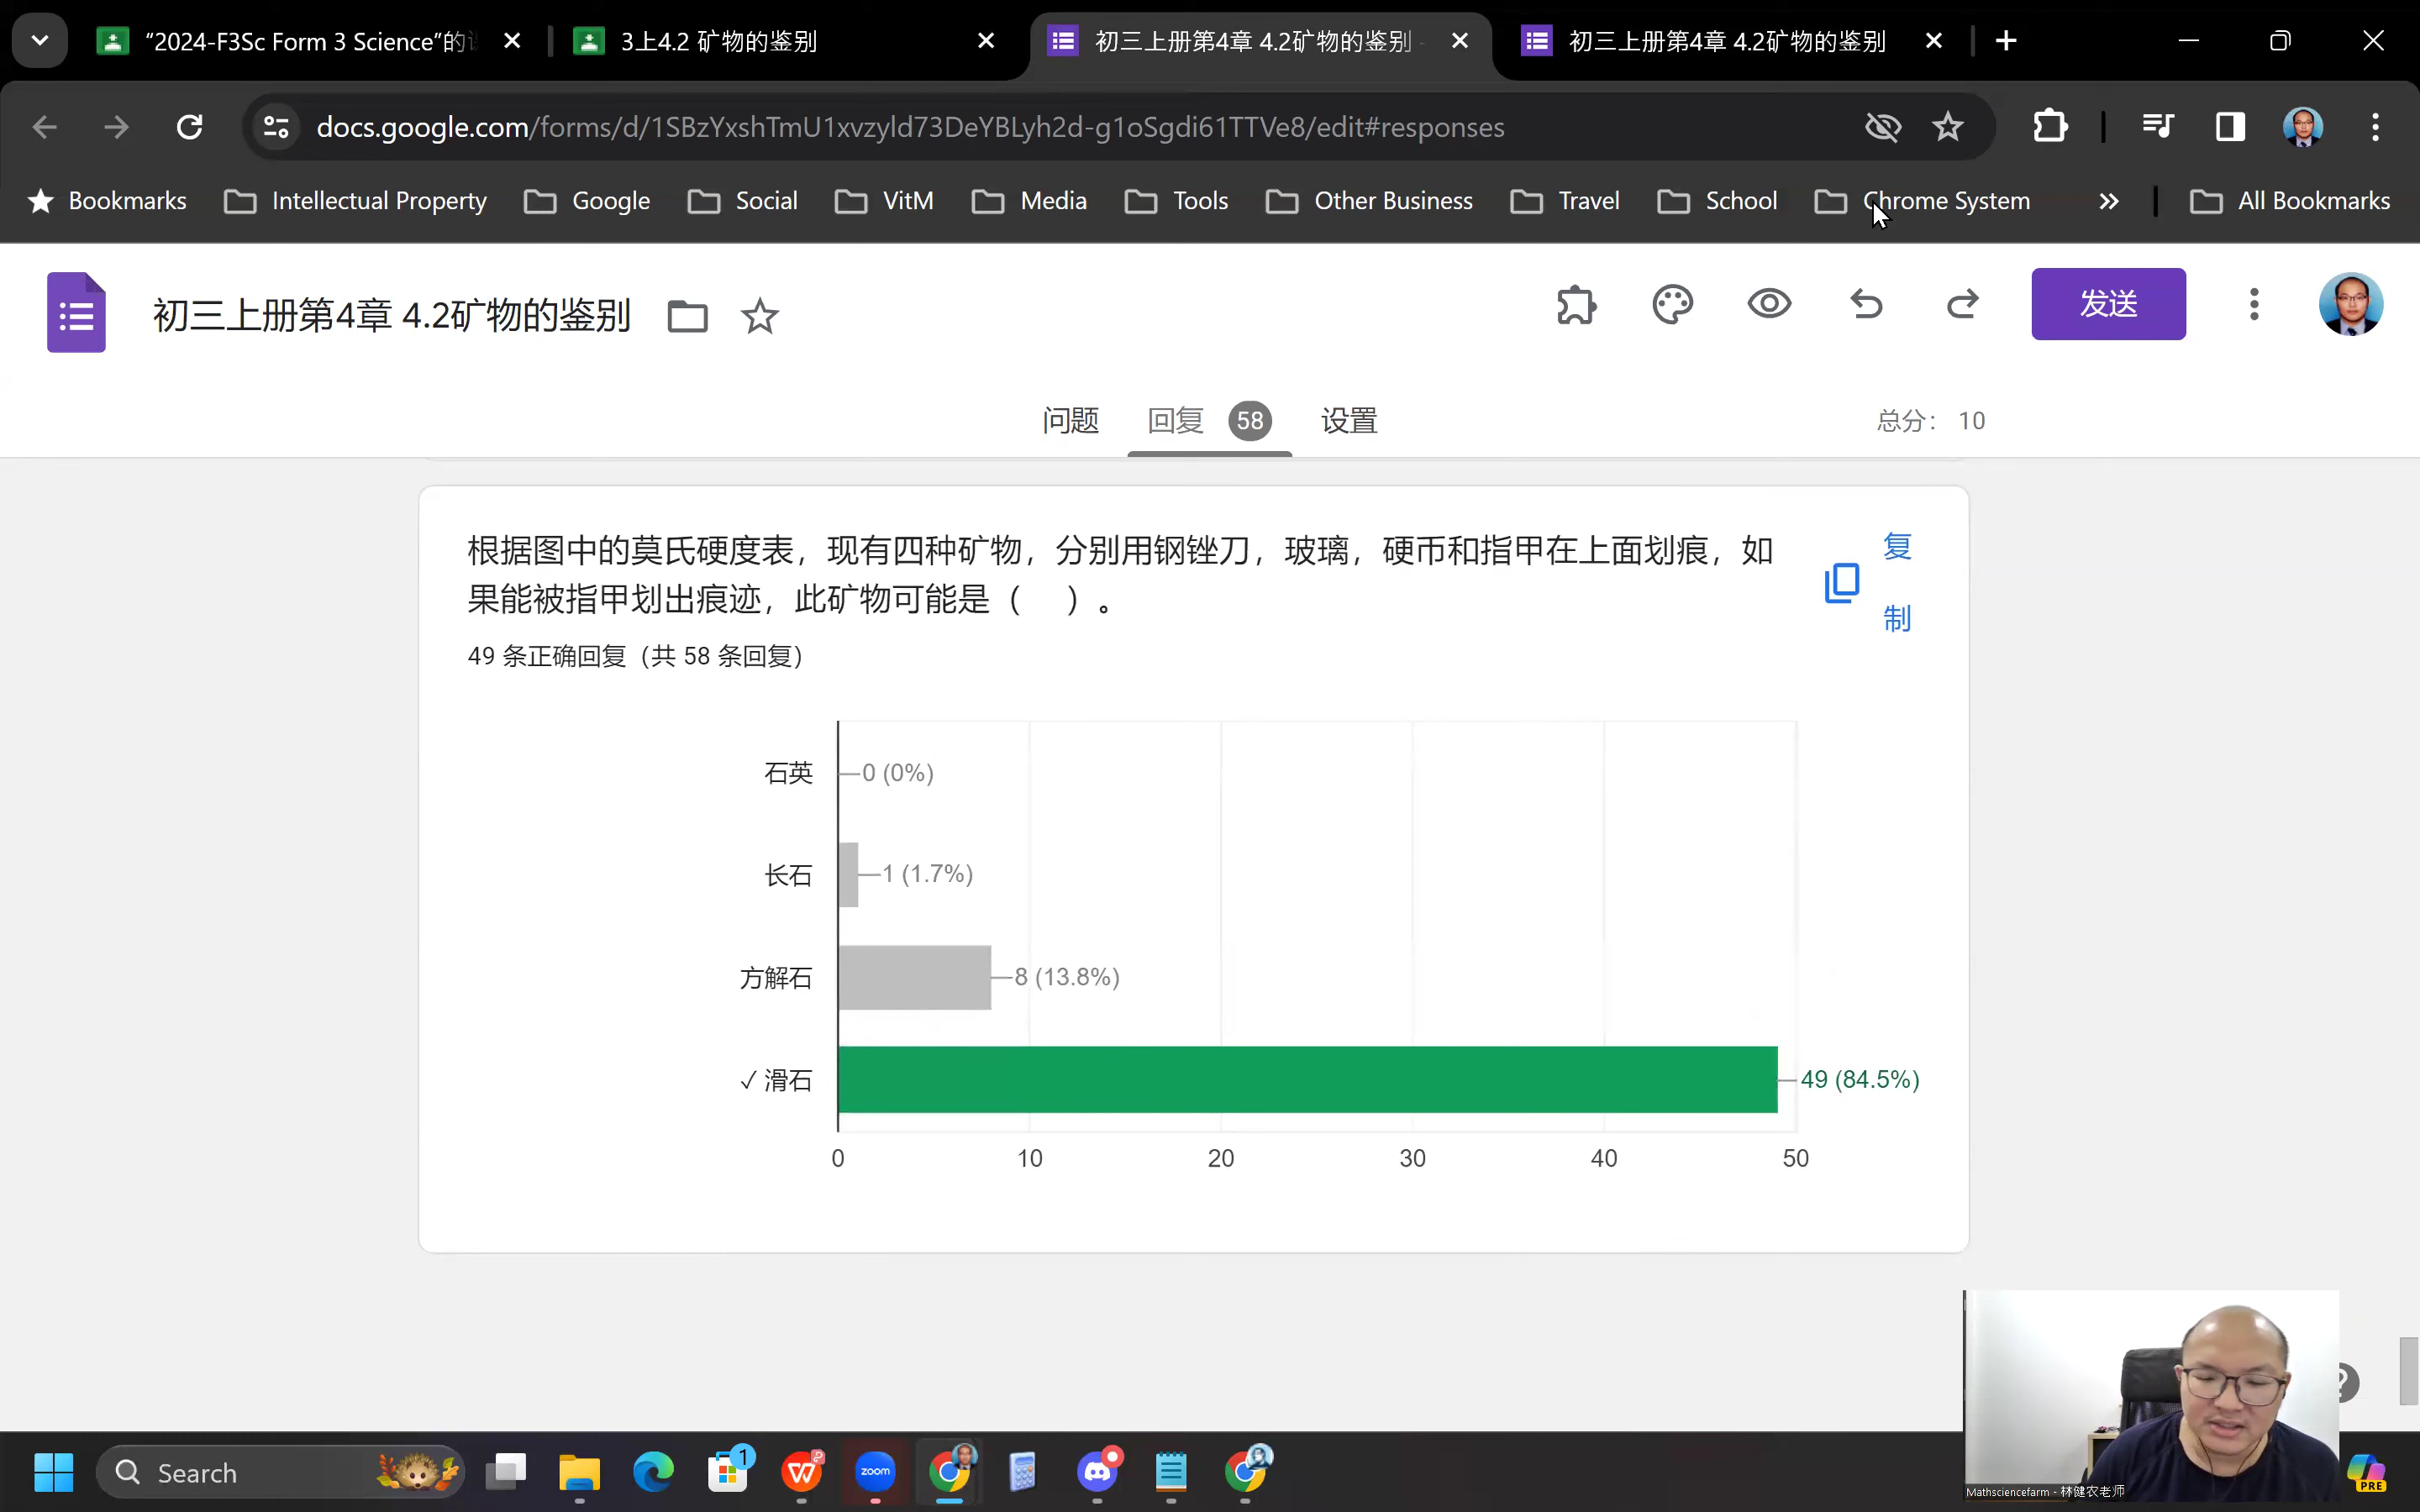 “2024-F3Sc Form 3 Science”的
3上4.2 矿物的鉴别
初三上册第4章 4.2矿物的鉴别 -
初三上册第4章 4.2矿物的鉴别
docs.google.com/forms/d/1SBzYxshTmU1xvzyld73DeYBLyh2d-g1oSgdi61TTVe8/edit#responses
Bookmarks
Intellectual Property
Google
Social
VitM
Media
Tools
Other Business
Travel
School
Chrome System
All Bookmarks
初三上册第4章 4.2矿物的鉴别
发送
问题
回复 58
设置
总分： 10
根据图中的莫氏硬度表，现有四种矿物，分别用钢锉刀，玻璃，硬币和指甲在上面划痕，如
果能被指甲划出痕迹，此矿物可能是（ ）。
复
制
49 条正确回复（共 58 条回复）
石英 0 (0%)
长石 1 (1.7%)
方解石 8 (13.8%)
✓ 滑石 49 (84.5%)
0 10 20 30 40 50
Search
1
zoom
PRE
Mathsciencefarm - 林健农老师